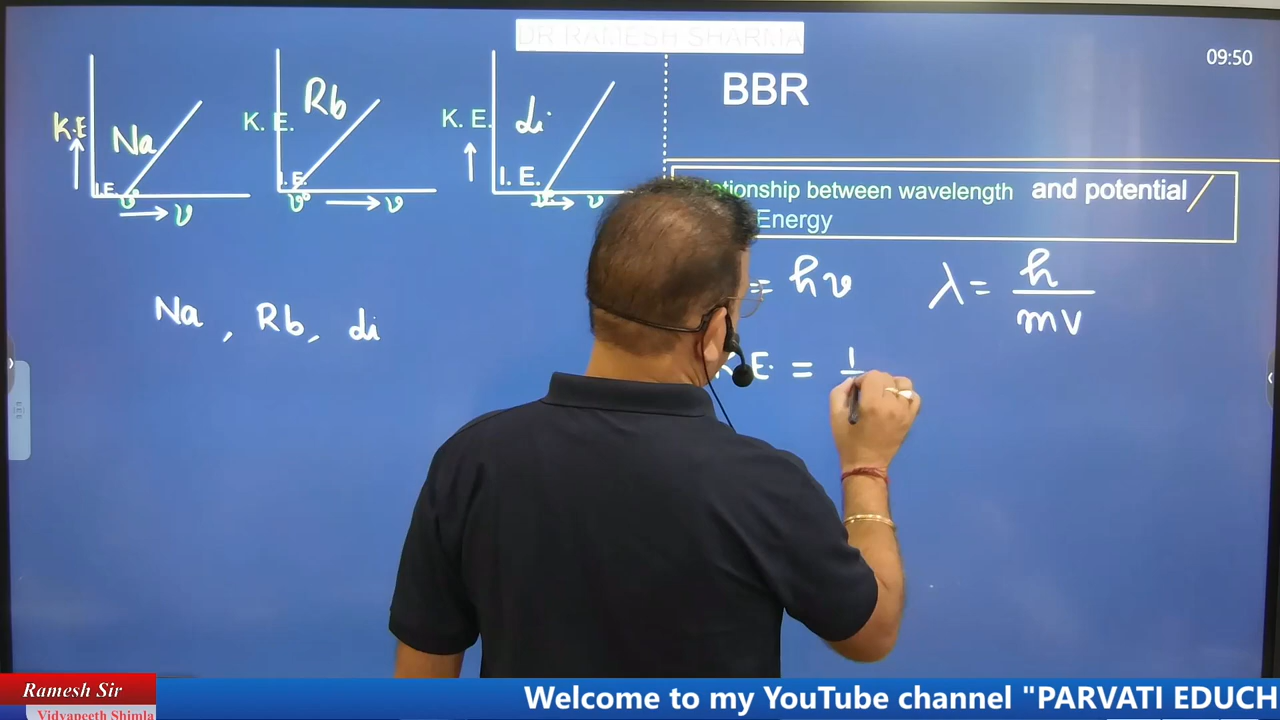 DR RAMESH SHARMA
09:50
BBR
K.E
Na
I.E.
ν° → ν
K. E.
Rb
I.E.
ν° → ν
K. E.
Li
I. E.
ν° → ν
ationship between wavelength and potential
Energy
= hν
λ = h / mv
Na , Rb, Li
K.E. = 1
Ramesh Sir
Vidyapeeth Shimla
Welcome to my YouTube channel "PARVATI EDUCH